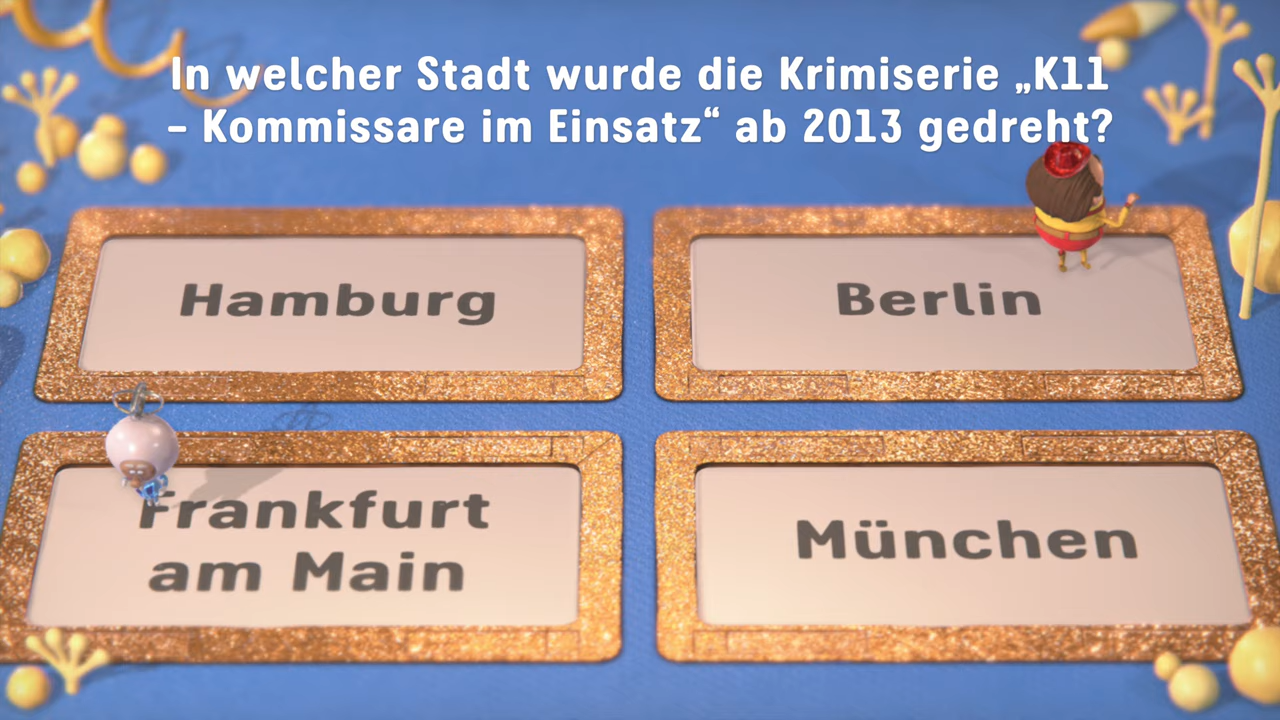 In welcher Stadt wurde die Krimiserie „K11
– Kommissare im Einsatz“ ab 2013 gedreht?
Hamburg
Berlin
Frankfurt
am Main
München